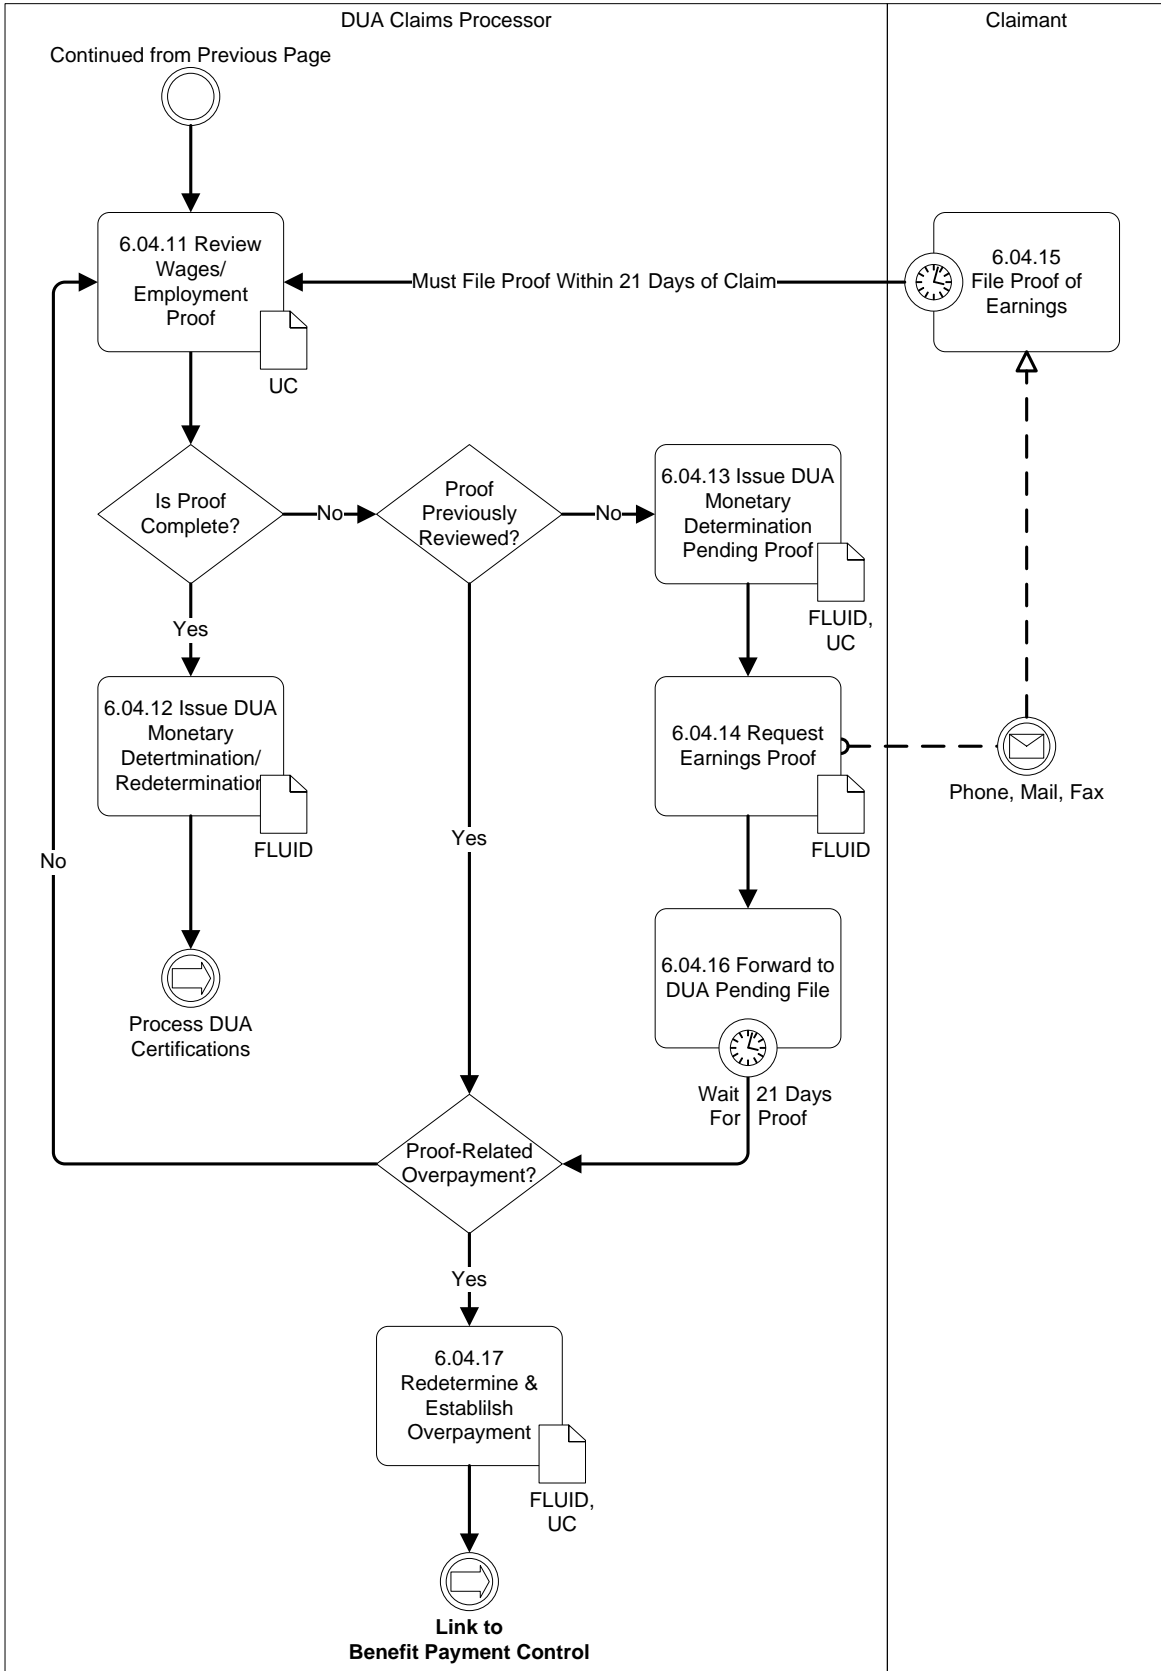 DUA Claims Processor
Claimant
Continued from Previous Page
6.04.11 Review
Wages/
Employment
Proof
UC
Must File Proof Within 21 Days of Claim
6.04.15
File Proof of
Earnings
Is Proof
Complete?
No
Proof
Previously
Reviewed?
No
6.04.13 Issue DUA
Monetary
Determination
Pending Proof
FLUID,
UC
Yes
6.04.12 Issue DUA
Monetary
Detertmination/
Redetermination
FLUID
6.04.14 Request
Earnings Proof
FLUID
Phone, Mail, Fax
No
Yes
6.04.16 Forward to
DUA Pending File
Process DUA
Certifications
Wait 21 Days
For Proof
Proof-Related
Overpayment?
Yes
6.04.17
Redetermine &
Establilsh
Overpayment
FLUID,
UC
Link to
Benefit Payment Control